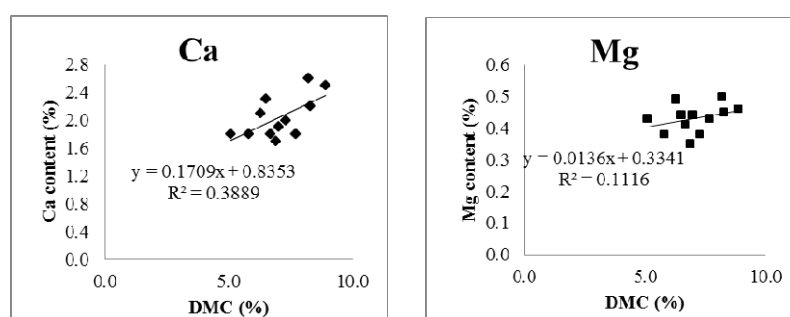 Ca
2.8
2.4
2.0
1.6
1.2
0.8
0.4
0.0
Ca content (%)
y = 0.1709x + 0.8353
R² = 0.3889
5.0
10.0
DMC (%)
Mg
0.6
0.5
0.4
0.3
0.2
0.1
0.0
Mg content (%)
y = 0.0136x + 0.3341
R² = 0.1116
0.0
5.0
10.0
DMC (%)